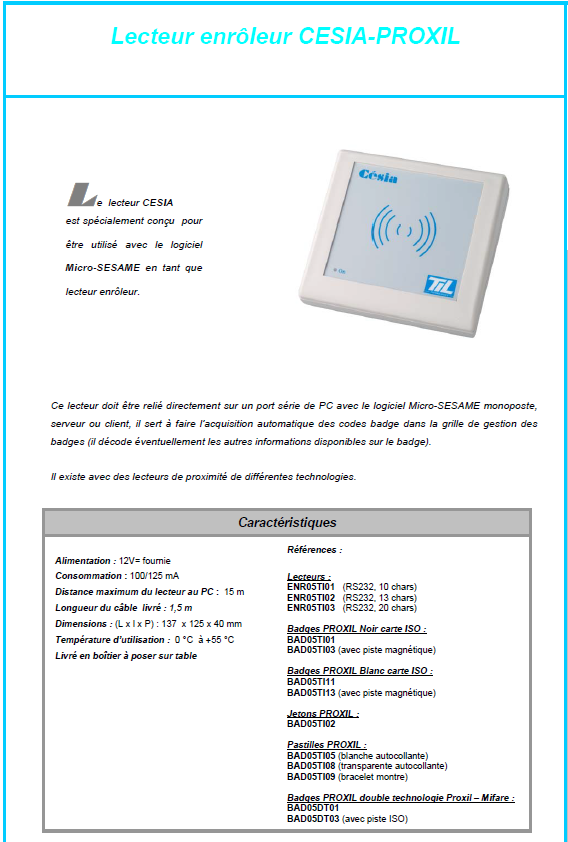 Lecteur enrôleur CESIA-PROXIL
Le lecteur CESIA
est spécialement conçu pour
être utilisé avec le logiciel
Micro-SESAME en tant que
lecteur enrôleur.
Césia
On
TiL
Ce lecteur doit être relié directement sur un port série de PC avec le logiciel Micro-SESAME monoposte,
serveur ou client, il sert à faire l'acquisition automatique des codes badge dans la grille de gestion des
badges (il décode éventuellement les autres informations disponibles sur le badge).
Il existe avec des lecteurs de proximité de différentes technologies.
Caractéristiques
Alimentation : 12V= fournie
Consommation : 100/125 mA
Distance maximum du lecteur au PC : 15 m
Longueur du câble livré : 1,5 m
Dimensions : (L x l x P) : 137 x 125 x 40 mm
Température d'utilisation : 0 °C à +55 °C
Livré en boîtier à poser sur table
Références :
Lecteurs :
ENR05TI01 (RS232, 10 chars)
ENR05TI02 (RS232, 13 chars)
ENR05TI03 (RS232, 20 chars)
Badges PROXIL Noir carte ISO :
BAD05TI01
BAD05TI03 (avec piste magnétique)
Badges PROXIL Blanc carte ISO :
BAD05TI11
BAD05TI13 (avec piste magnétique)
Jetons PROXIL :
BAD05TI02
Pastilles PROXIL :
BAD05TI05 (blanche autocollante)
BAD05TI08 (transparente autocollante)
BAD05TI09 (bracelet montre)
Badges PROXIL double technologie Proxil – Mifare :
BAD05DT01
BAD05DT03 (avec piste ISO)